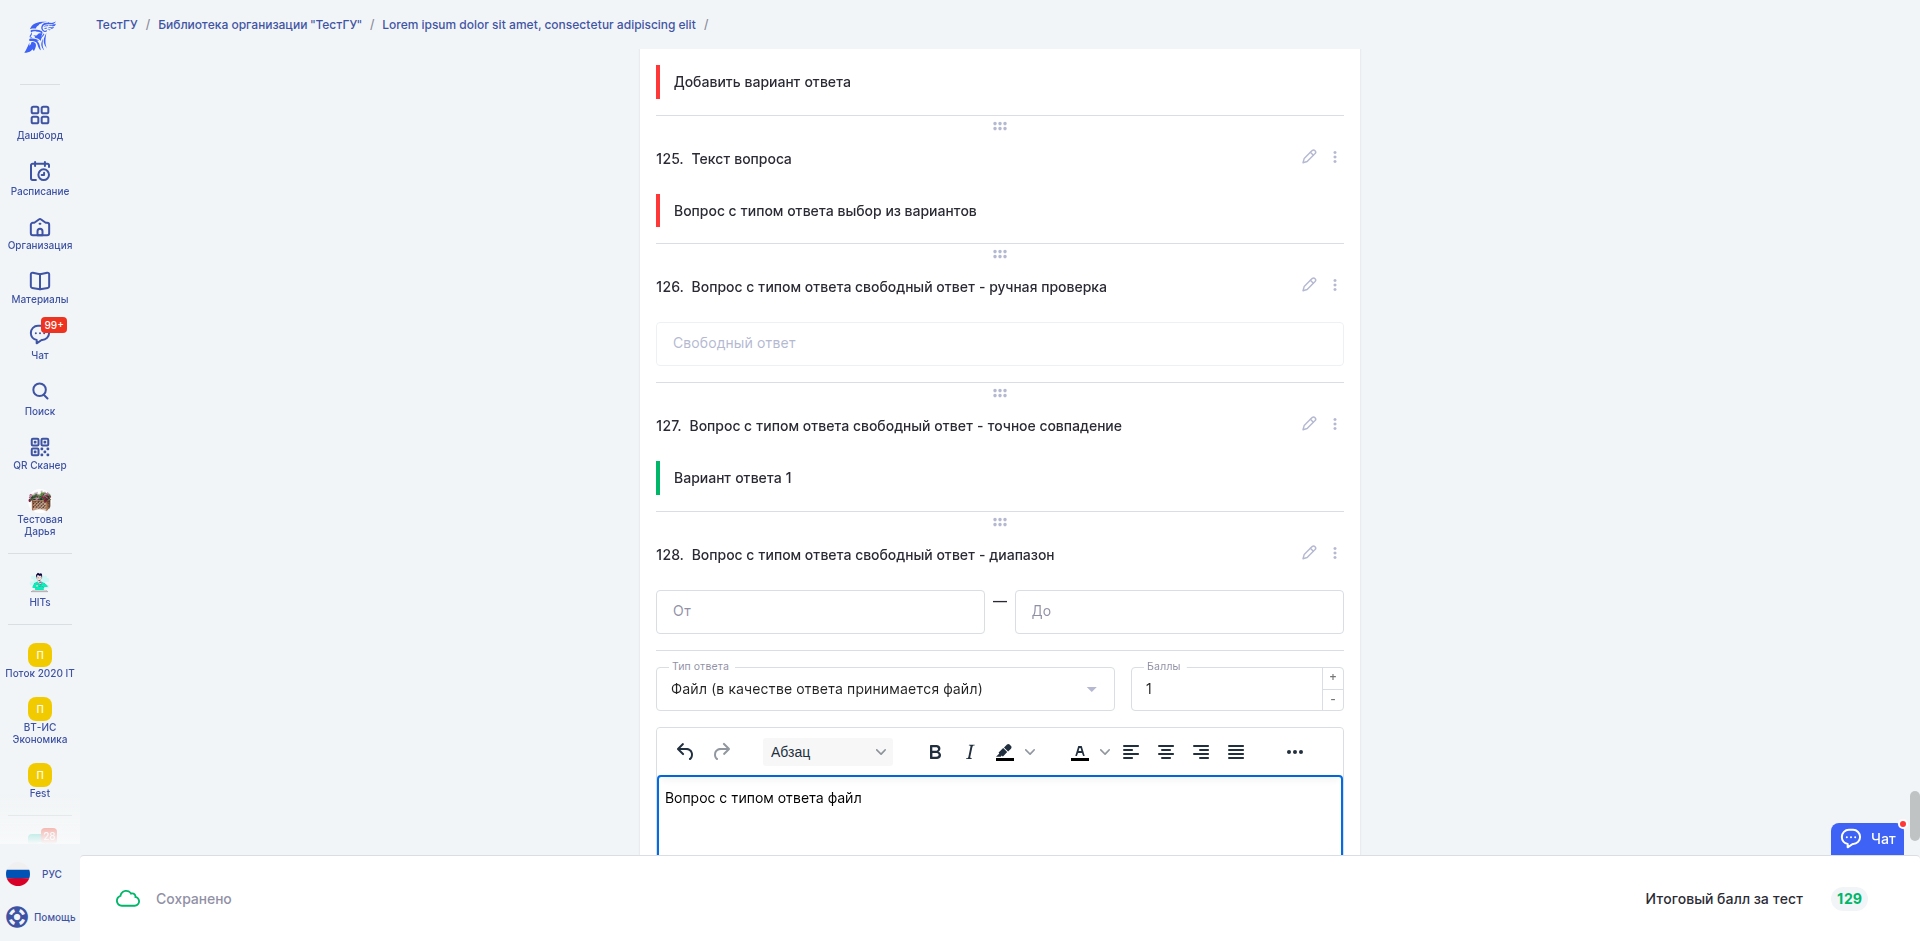 ТестГУ / Библиотека организации "ТестГУ" / Lorem ipsum dolor sit amet, consectetur adipiscing elit /
Дашборд
Расписание
Организация
Материалы
99+
Чат
Поиск
QR Сканер
Тестовая
Дарья
HITs
П
Поток 2020 IT
П
ВТ-ИС
Экономика
П
Fest
28
РУС
Помощь
Добавить вариант ответа
125. Текст вопроса
Вопрос с типом ответа выбор из вариантов
126. Вопрос с типом ответа свободный ответ - ручная проверка
Свободный ответ
127. Вопрос с типом ответа свободный ответ - точное совпадение
Вариант ответа 1
128. Вопрос с типом ответа свободный ответ - диапазон
От — До
Тип ответа Баллы
Файл (в качестве ответа принимается файл) 1 + -
Абзац B I A
Вопрос с типом ответа файл
Чат
Сохранено Итоговый балл за тест 129